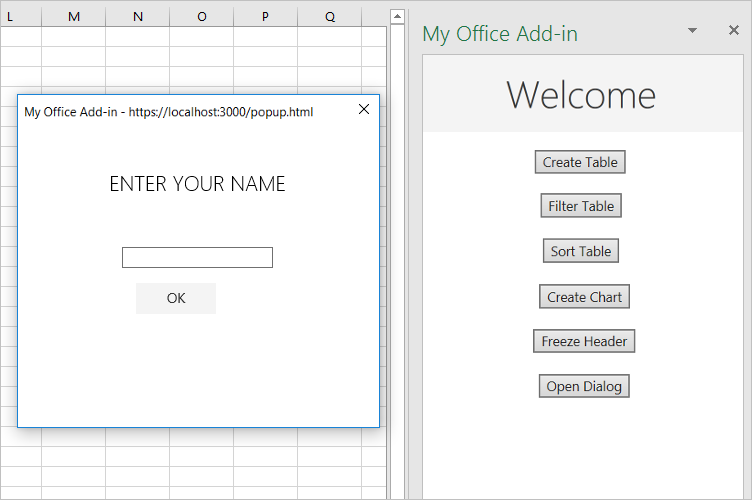 L M N O P Q
My Office Add-in - https://localhost:3000/popup.html
ENTER YOUR NAME
OK
My Office Add-in
Welcome
Create Table
Filter Table
Sort Table
Create Chart
Freeze Header
Open Dialog